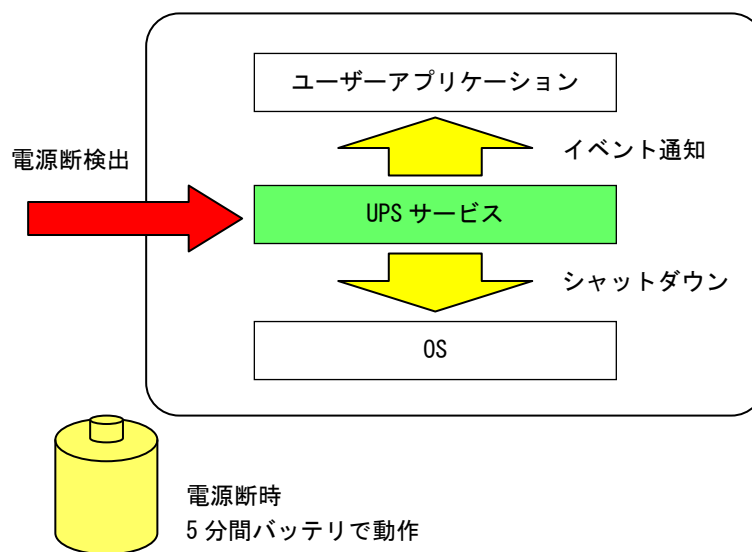 ユーザーアプリケーション
イベント通知
電源断検出
UPS サービス
シャットダウン
OS
電源断時
5 分間バッテリで動作